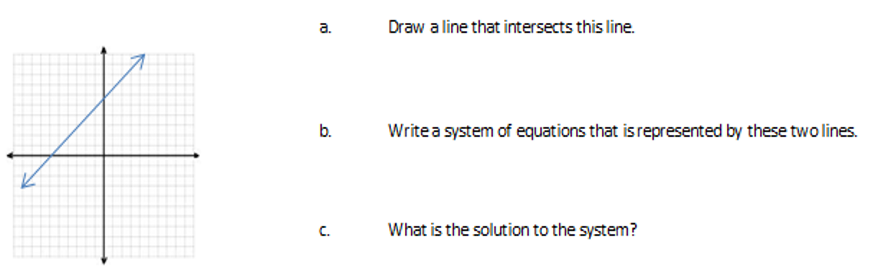 a. Draw a line that intersects this line.
b. Write a system of equations that is represented by these two lines.
c. What is the solution to the system?